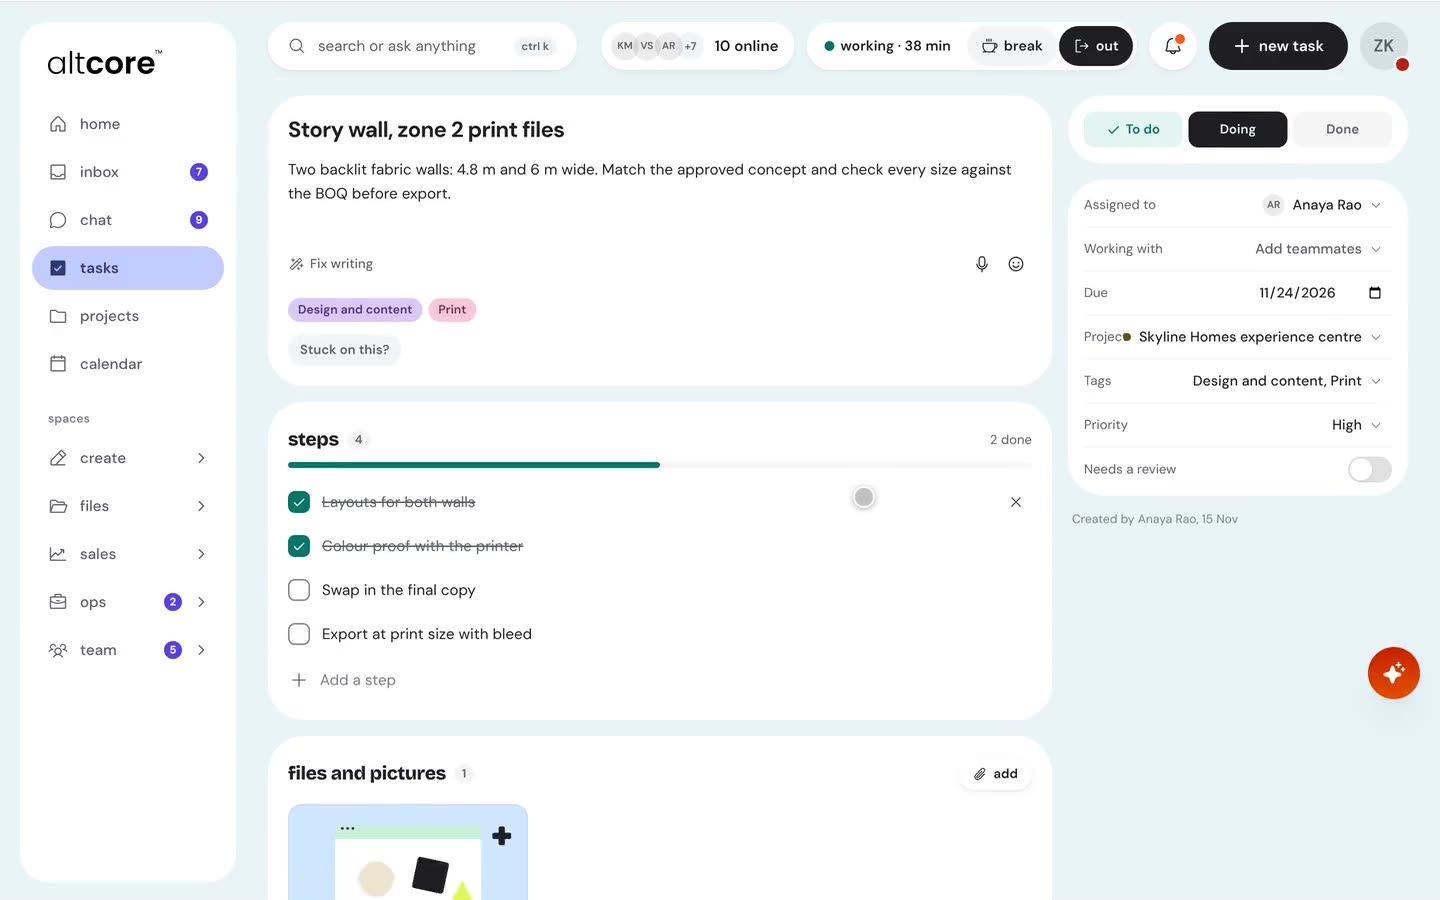 altcore™
search or ask anything
ctrl k
KM VS AR +7 10 online
working · 38 min
break
out
new task
ZK
home
inbox 7
chat 9
tasks
projects
calendar
spaces
create
files
sales
ops 2
team 5
Story wall, zone 2 print files
Two backlit fabric walls: 4.8 m and 6 m wide. Match the approved concept and check every size against
the BOQ before export.
Fix writing
Design and content Print
Stuck on this?
steps 4
2 done
Layouts for both walls
Colour proof with the printer
Swap in the final copy
Export at print size with bleed
Add a step
files and pictures 1
add
To do Doing Done
Assigned to AR Anaya Rao
Working with Add teammates
Due 11/24/2026
Projec Skyline Homes experience centre
Tags Design and content, Print
Priority High
Needs a review
Created by Anaya Rao, 15 Nov